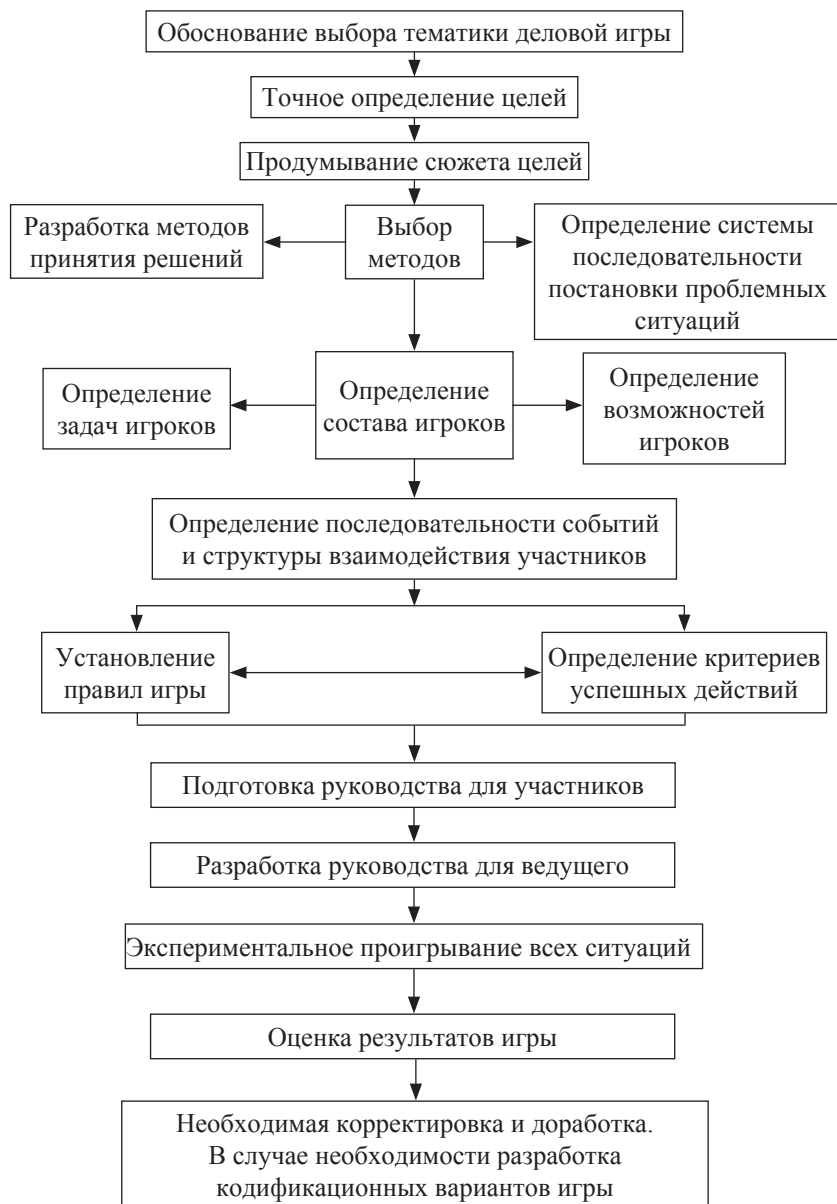 Обоснование выбора тематики деловой игры
Точное определение целей
Продумывание сюжета целей
Разработка методов
принятия решений
Выбор
методов
Определение системы
последовательности
постановки проблемных
ситуаций
Определение
задач игроков
Определение
состава игроков
Определение
возможностей
игроков
Определение последовательности событий
и структуры взаимодействия участников
Установление
правил игры
Определение критериев
успешных действий
Подготовка руководства для участников
Разработка руководства для ведущего
Экспериментальное проигрывание всех ситуаций
Оценка результатов игры
Необходимая корректировка и доработка.
В случае необходимости разработка
кодификационных вариантов игры